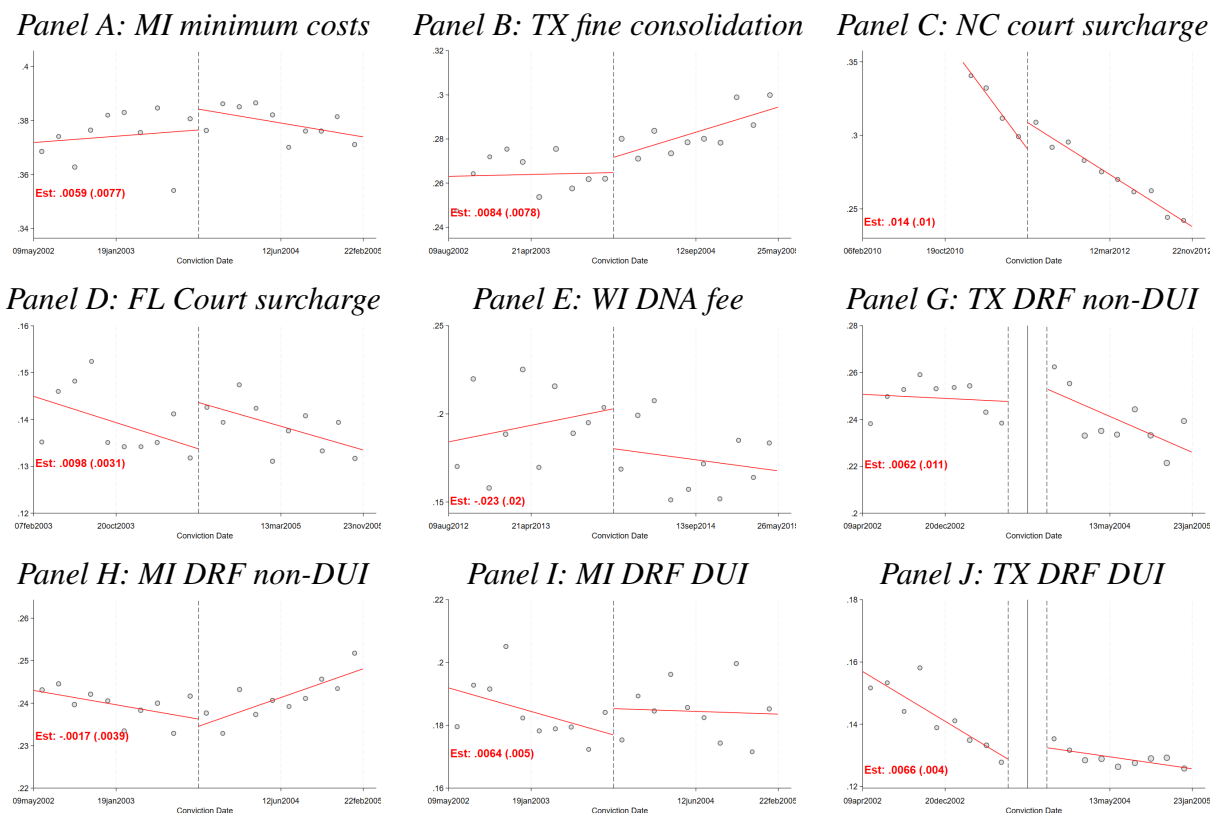 Panel A: MI minimum costs
Panel B: TX fine consolidation
Panel C: NC court surcharge
.4
.38
.36
.34
Est: .0059 (.0077)
09may2002
19jan2003
12jun2004
22feb2005
Conviction Date
.32
.3
.28
.26
.24
Est: .0084 (.0078)
09aug2002
21apr2003
12sep2004
25may2005
Conviction Date
.35
.3
.25
Est: .014 (.01)
06feb2010
19oct2010
12mar2012
22nov2012
Conviction Date
Panel D: FL Court surcharge
Panel E: WI DNA fee
Panel G: TX DRF non-DUI
.16
.15
.14
.13
.12
Est: .0098 (.0031)
07feb2003
20oct2003
13mar2005
23nov2005
Conviction Date
.25
.2
.15
Est: -.023 (.02)
09aug2012
21apr2013
13sep2014
26may2015
Conviction Date
.28
.26
.24
.22
.2
Est: .0062 (.011)
09apr2002
20dec2002
13may2004
23jan2005
Conviction Date
Panel H: MI DRF non-DUI
Panel I: MI DRF DUI
Panel J: TX DRF DUI
.26
.25
.24
.23
.22
Est: -.0017 (.0039)
09may2002
19jan2003
12jun2004
22feb2005
Conviction Date
.22
.2
.18
.16
Est: .0064 (.005)
09may2002
19jan2003
12jun2004
22feb2005
Conviction Date
.18
.16
.14
.12
Est: .0066 (.004)
09apr2002
20dec2002
13may2004
23jan2005
Conviction Date